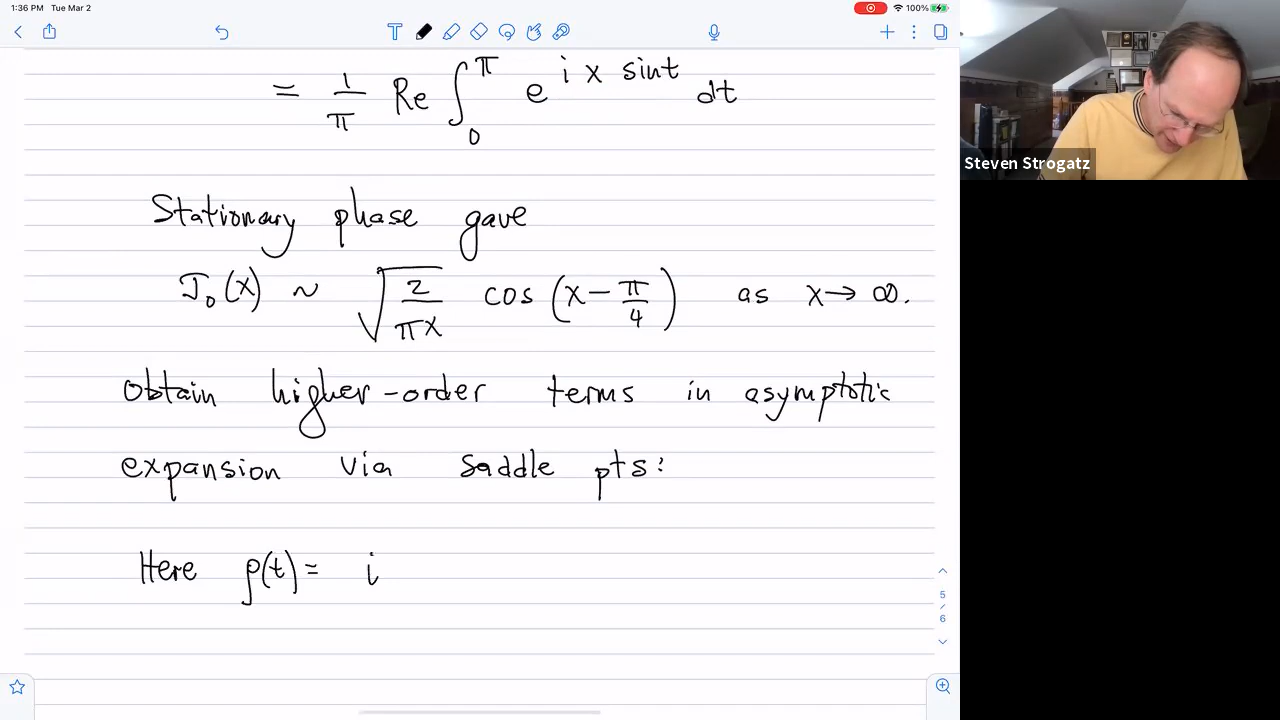 1:36 PM Tue Mar 2
100%
= 1/π Re ∫₀^π e^{i x sint} dt
Steven Strogatz
Stationary phase gave
J₀(x) ~ √(2/πx) cos (x − π/4) as x → ∞.
Obtain higher-order terms in asymptotic
expansion via saddle pts:
Here ρ(t) = i
5
/
6